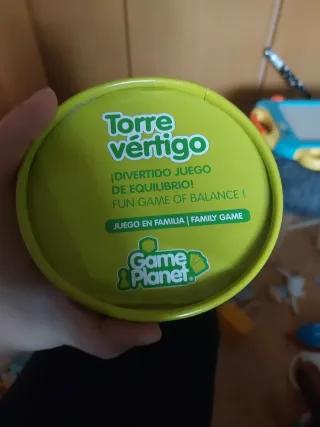 Torre
vértigo
¡DIVERTIDO JUEGO
DE EQUILIBRIO!
FUN GAME OF BALANCE !
JUEGO EN FAMILIA | FAMILY GAME
Game
Planet®